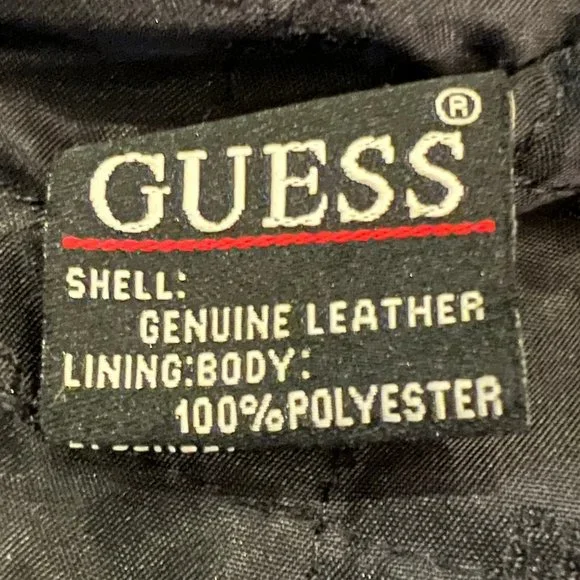 GUESS®
SHELL:
GENUINE LEATHER
LINING:BODY:
100%POLYESTER